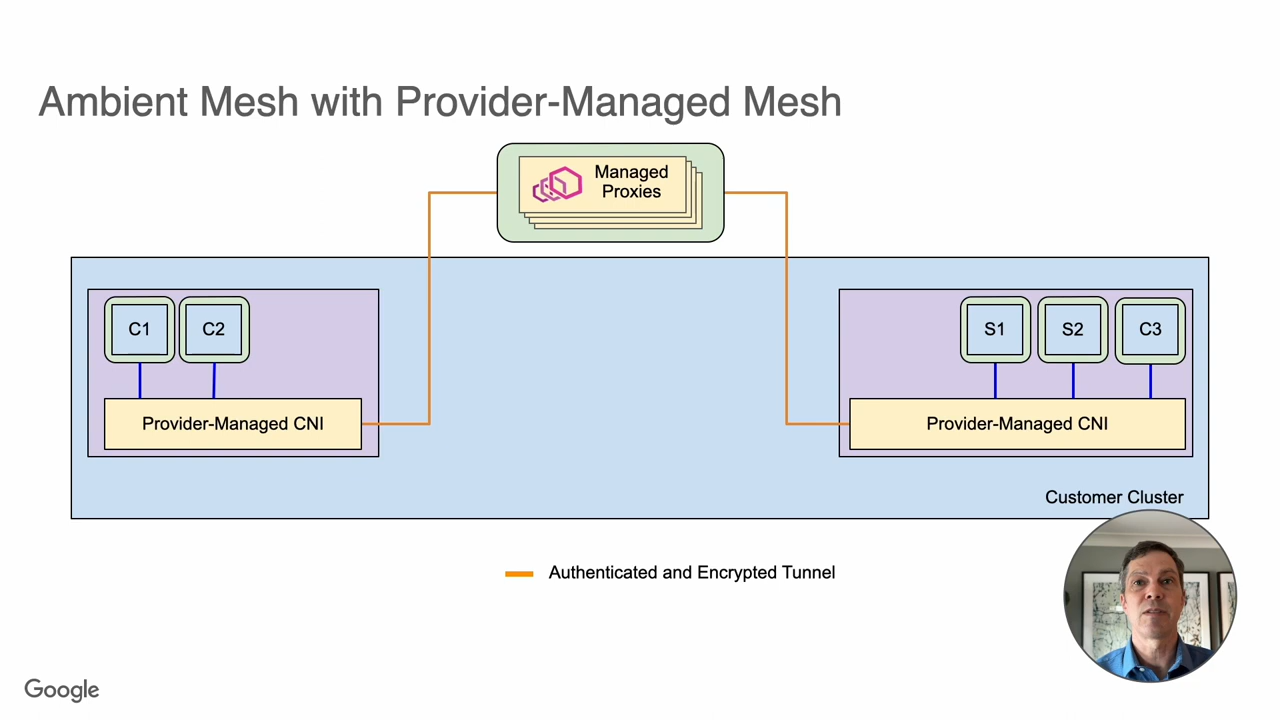 Ambient Mesh with Provider-Managed Mesh
Managed
Proxies
C1
C2
S1
S2
C3
Provider-Managed CNI
Provider-Managed CNI
Customer Cluster
Authenticated and Encrypted Tunnel
Google